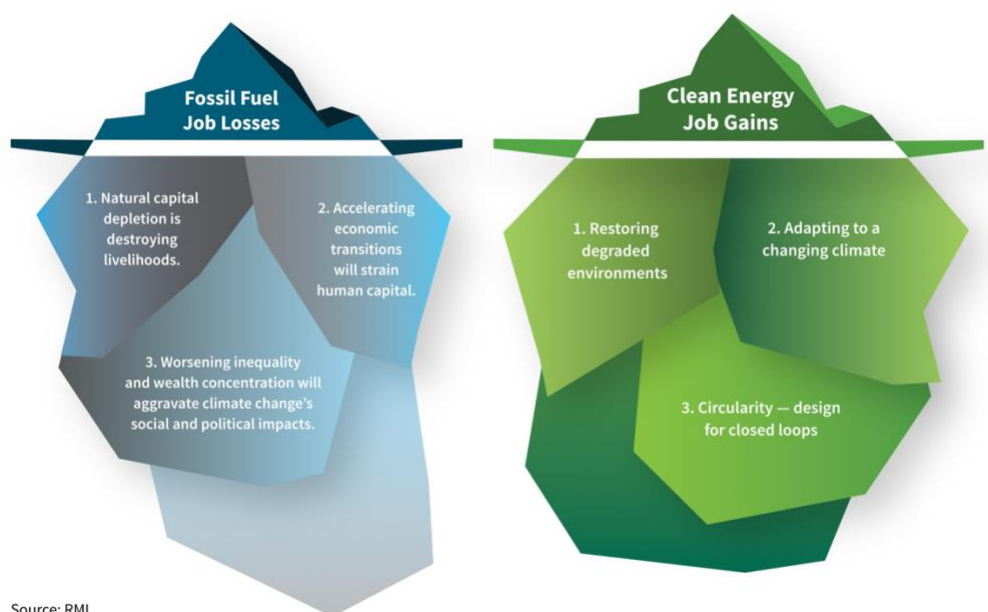 Fossil Fuel
Job Losses
1. Natural capital
depletion is
destroying
livelihoods.
2. Accelerating
economic
transitions
will strain
human capital.
3. Worsening inequality
and wealth concentration will
aggravate climate change's
social and political impacts.
Clean Energy
Job Gains
1. Restoring
degraded
environments
2. Adapting to a
changing climate
3. Circularity — design
for closed loops
Source: RMI